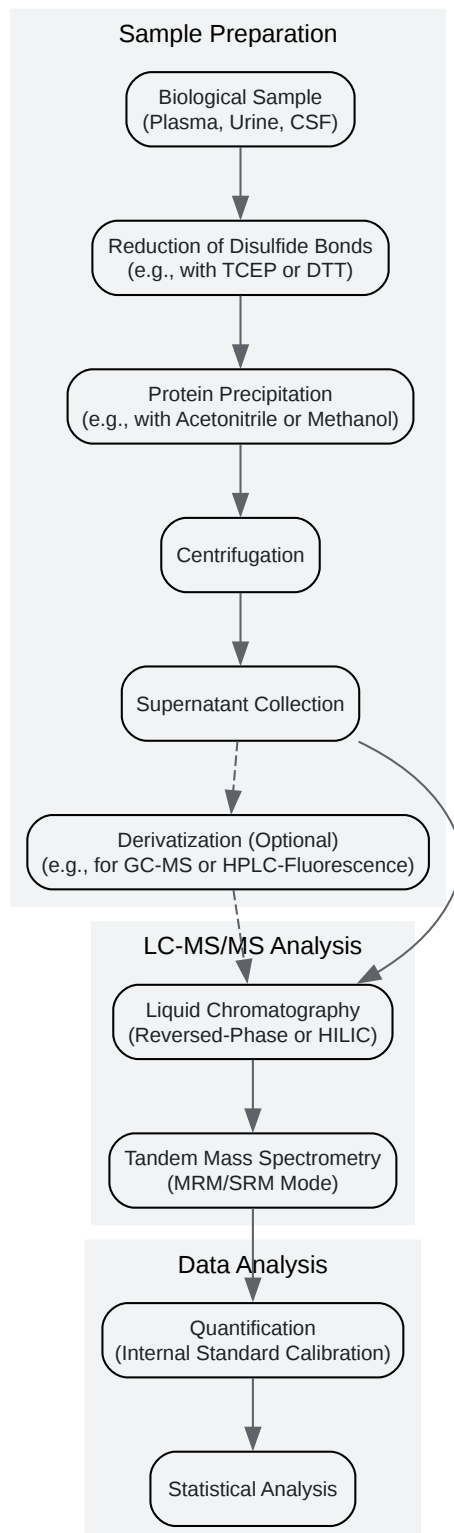 Sample Preparation
Biological Sample
(Plasma, Urine, CSF)
Reduction of Disulfide Bonds
(e.g., with TCEP or DTT)
Protein Precipitation
(e.g., with Acetonitrile or Methanol)
Centrifugation
Supernatant Collection
Derivatization (Optional)
(e.g., for GC-MS or HPLC-Fluorescence)
LC-MS/MS Analysis
Liquid Chromatography
(Reversed-Phase or HILIC)
Tandem Mass Spectrometry
(MRM/SRM Mode)
Data Analysis
Quantification
(Internal Standard Calibration)
Statistical Analysis